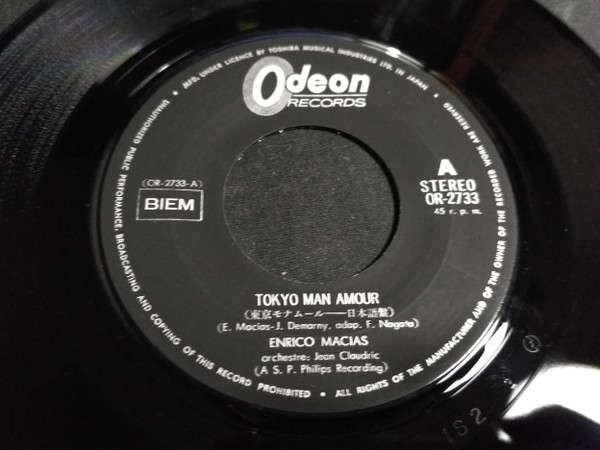 MFD. UNDER LICENCE BY TOSHIBA MUSICAL INDUSTRIES LTD. IN JAPAN
Odeon
RECORDS
A
STEREO
OR-2733
45 r. p. m.
(OR-2733-A)
BIEM
TOKYO MAN AMOUR
(東京モナムール——日本語盤)
(E. Macias-J. Demarny, adap. F. Nagata)
ENRICO MACIAS
orchestre: Jean Claudric
(A S. P. Philips Recording)
UNAUTHORIZED PUBLIC PERFORMANCE, BROADCASTING AND COPYING OF THIS RECORD PROHIBITED • ALL RIGHTS OF THE MANUFACTURER AND OF THE OWNER OF THE RECORDED WORK ARE RESERVED
1S2